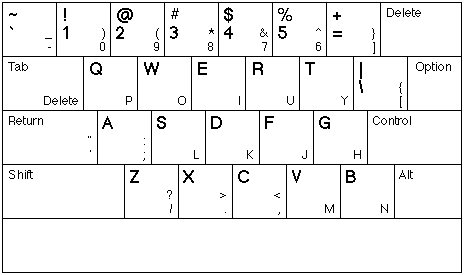 ~ _ ! ) @ ( # * $ & % ^ + } Delete
` - 1 0 2 9 3 8 4 7 5 6 = ]
Tab Q W E R T | { Option
Delete P O I U Y \ [
Return " A : S D F G Control
' ; L K J H
Shift Z ? X > C < V B Alt
/ . , M N